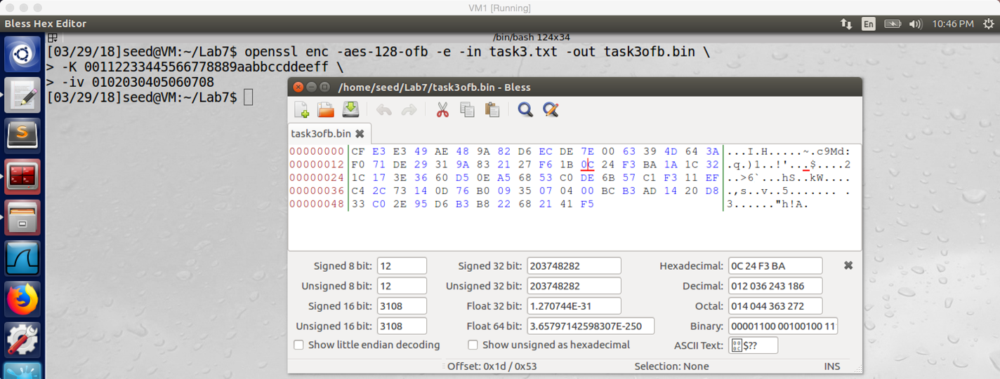 VM1 [Running]
Bless Hex Editor
En
10:46 PM
/bin/bash 124x34
[03/29/18]seed@VM:~/Lab7$ openssl enc -aes-128-ofb -e -in task3.txt -out task3ofb.bin \
> -K 00112233445566778889aabbccddeeff \
> -iv 0102030405060708
[03/29/18]seed@VM:~/Lab7$
/home/seed/Lab7/task3ofb.bin - Bless
task3ofb.bin
00000000 CF E3 E3 49 AE 48 9A 82 D6 EC DE 7E 00 63 39 4D 64 3A ...I.H.....~.c9Md:
00000012 F0 71 DE 29 31 9A 83 21 27 F6 1B 0C 24 F3 BA 1A 1C 32 .q.)1..!'...$....2
00000024 1C 17 3E 36 60 D5 0E A5 68 53 C0 DE 6B 57 C1 F3 11 EF ..>6`...hS..kW....
00000036 C4 2C 73 14 0D 76 B0 09 35 07 04 00 BC B3 AD 14 20 D8 .,s..v..5....... .
00000048 33 C0 2E 95 D6 B3 B8 22 68 21 41 F5 3......"h!A.
Signed 8 bit: 12 Signed 32 bit: 203748282 Hexadecimal: 0C 24 F3 BA
Unsigned 8 bit: 12 Unsigned 32 bit: 203748282 Decimal: 012 036 243 186
Signed 16 bit: 3108 Float 32 bit: 1.270744E-31 Octal: 014 044 363 272
Unsigned 16 bit: 3108 Float 64 bit: 3.65797142598307E-250 Binary: 00001100 00100100 11
Show little endian decoding Show unsigned as hexadecimal ASCII Text: $??
Offset: 0x1d / 0x53 Selection: None INS